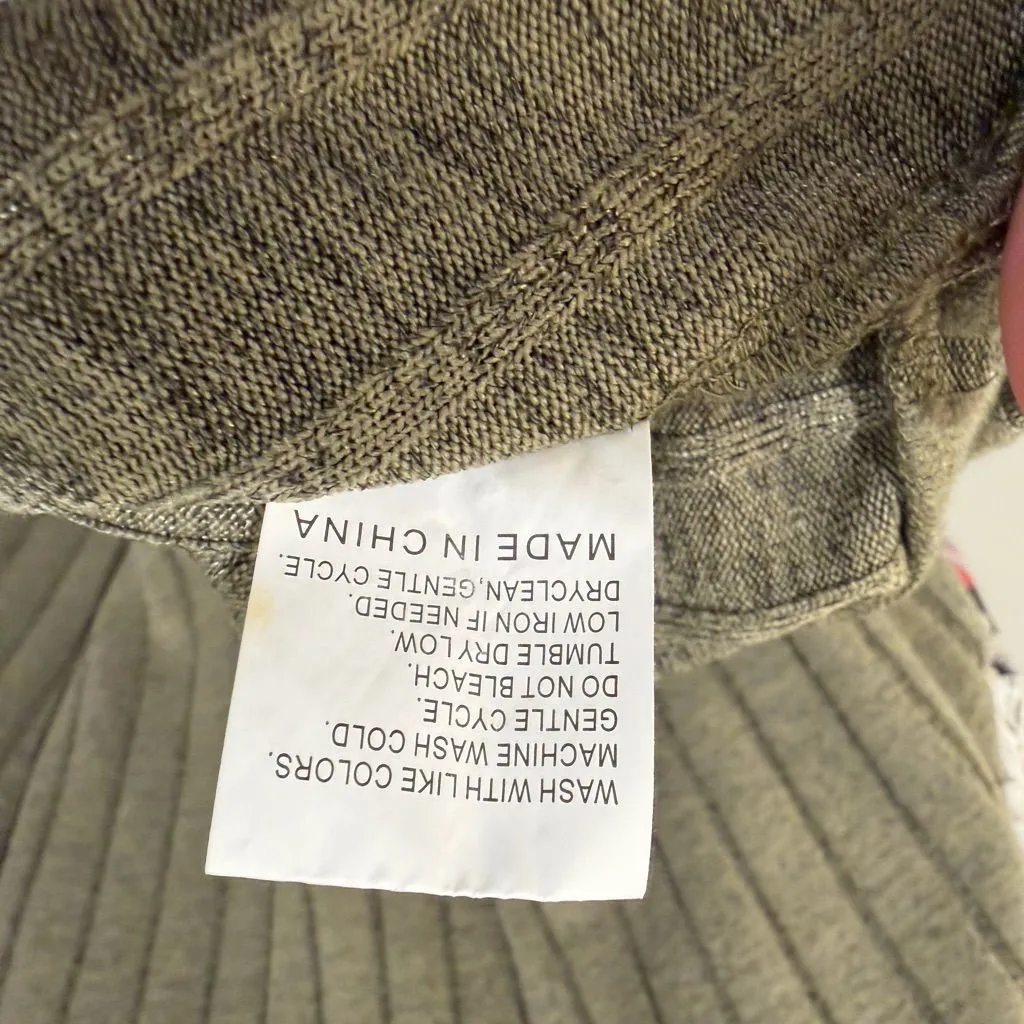 WASH WITH LIKE COLORS.
MACHINE WASH COLD.
GENTLE CYCLE.
DO NOT BLEACH.
TUMBLE DRY LOW.
LOW IRON IF NEEDED.
DRYCLEAN,GENTLE CYCLE.
MADE IN CHINA